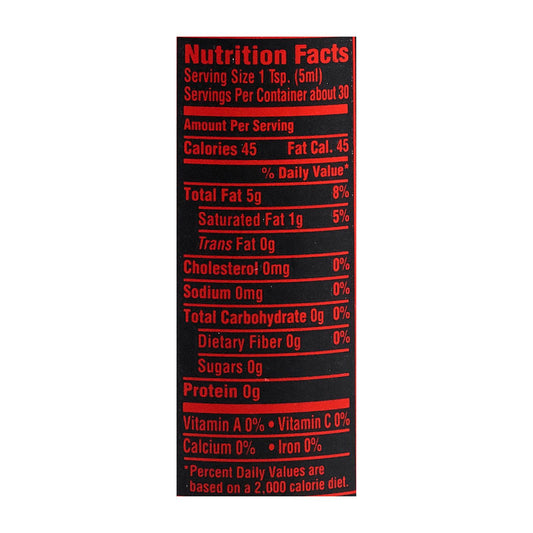 Nutrition Facts
Serving Size 1 Tsp. (5ml)
Servings Per Container about 30
Amount Per Serving
Calories 45 Fat Cal. 45
% Daily Value*
Total Fat 5g 8%
Saturated Fat 1g 5%
Trans Fat 0g
Cholesterol 0mg 0%
Sodium 0mg 0%
Total Carbohydrate 0g 0%
Dietary Fiber 0g 0%
Sugars 0g
Protein 0g
Vitamin A 0% • Vitamin C 0%
Calcium 0% • Iron 0%
*Percent Daily Values are
based on a 2,000 calorie diet.